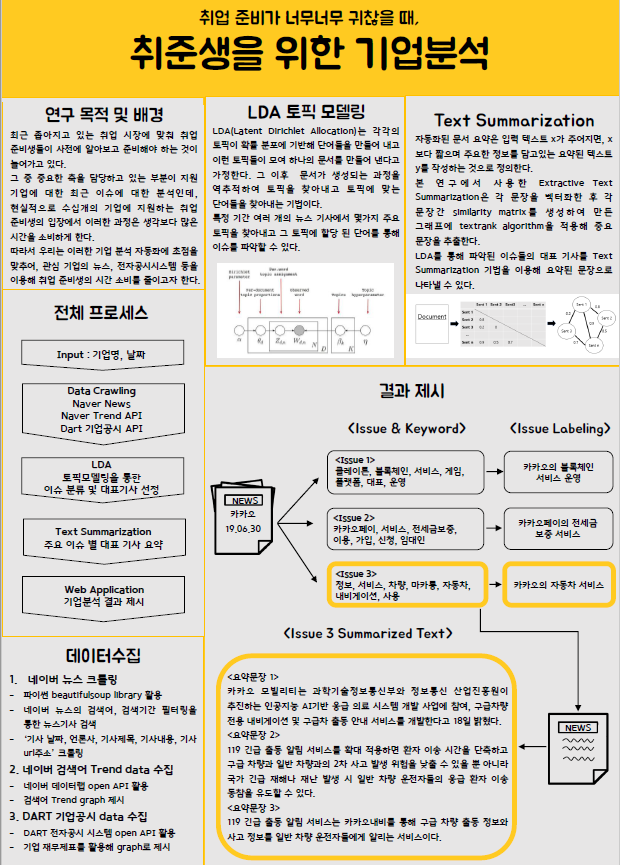 취업 준비가 너무너무 귀찮을 때,
취준생을 위한 기업분석
연구 목적 및 배경
최근 좁아지고 있는 취업 시장에 맞춰 취업
준비생들이 사전에 알아보고 준비해야 하는 것이
늘어가고 있다.
그 중 중요한 축을 담당하고 있는 부분이 지원
기업에 대한 최근 이슈에 대한 분석인데,
현실적으로 수십개의 기업에 지원하는 취업
준비생의 입장에서 이러한 과정은 생각보다 많은
시간을 소비하게 한다.
따라서 우리는 이러한 기업 분석 자동화에 초점을
맞추어, 관심 기업의 뉴스, 전자공시시스템 등을
이용해 취업 준비생의 시간 소비를 줄이고자 한다.
전체 프로세스
Input : 기업명, 날짜
Data Crawling
Naver News
Naver Trend API
Dart 기업공시 API
LDA
토픽모델링을 통한
이슈 분류 및 대표기사 선정
Text Summarization
주요 이슈 별 대표 기사 요약
Web Application
기업분석 결과 제시
데이터수집
1. 네이버 뉴스 크롤링
- 파이썬 beautifulsoup library 활용
- 네이버 뉴스의 검색어, 검색기간 필터링을
통한 뉴스기사 검색
- '기사 날짜, 언론사, 기사제목, 기사내용, 기사
url주소' 크롤링
2. 네이버 검색어 Trend data 수집
- 네이버 데이터랩 open API 활용
- 검색어 Trend graph 제시
3. DART 기업공시 data 수집
- DART 전자공시 시스템 open API 활용
- 기업 재무제표를 활용해 graph로 제시
LDA 토픽 모델링
LDA(Latent Dirichlet Allocation)는 각각의
토픽이 확률 분포에 기반해 단어들을 만들어 내고
이런 토픽들이 모여 하나의 문서를 만들어 낸다고
가정한다. 그 이후 문서가 생성되는 과정을
역추적하여 토픽을 찾아내고 토픽에 맞는
단어들을 찾아내는 기법이다.
특정 기간 여러 개의 뉴스 기사에서 몇가지 주요
토픽을 찾아내고 그 토픽에 할당 된 단어를 통해
이슈를 파악할 수 있다.
Dirichlet
parameter
Per-document
topic proportions
Per-word
topic assignment
Observed
word
Topics
Topic
hyperparameter
α θd Zd,n Wd,n N D βk K η
Text Summarization
자동화된 문서 요약은 입력 텍스트 x가 주어지면, x
보다 짧으며 주요한 정보를 담고있는 요약된 텍스트
y를 작성하는 것으로 정의한다.
본 연구에서 사용한 Extractive Text
Summarization은 각 문장을 벡터화한 후 각
문장간 similarity matrix를 생성하여 만든
그래프에 textrank algorithm을 적용해 중요
문장을 추출한다.
LDA를 통해 파악된 이슈들의 대표 기사를 Text
Summarization 기법을 이용해 요약된 문장으로
나타낼 수 있다.
Document
Sent 1 Sent 2 Sent3 ... Sent n
Sent 1
Sent 2
Sent 3
...
Sent n
Sent 1
Sent 2
Sent 3
Sent n
결과 제시
<Issue & Keyword>
<Issue Labeling>
NEWS
카카오
19.06.30
<Issue 1>
클레이튼, 블록체인, 서비스, 게임,
플랫폼, 대표, 운영
카카오의 블록체인
서비스 운영
<Issue 2>
카카오페이, 서비스, 전세금보증,
이용, 가입, 신청, 임대인
카카오페이의 전세금
보증 서비스
<Issue 3>
정보, 서비스, 차량, 마카롱, 자동차,
내비게이션, 사용
카카오의 자동차 서비스
<Issue 3 Summarized Text>
<요약문장 1>
카카오 모빌리티는 과학기술정보통신부와 정보통신 산업진흥원이
추진하는 인공지능 AI기반 응급 의료 시스템 개발 사업에 참여, 구급차량
전용 내비게이션 및 구급차 출동 안내 서비스를 개발한다고 18일 밝혔다.
<요약문장 2>
119 긴급 출동 알림 서비스를 확대 적용하면 환자 이송 시간을 단축하고
구급 차량과 일반 차량과의 2차 사고 발생 위험을 낮출 수 있을 뿐 아니라
국가 긴급 재해나 재난 발생 시 일반 차량 운전자들의 응급 환자 이송
동참을 유도할 수 있다.
<요약문장 3>
119 긴급 출동 알림 서비스는 카카오내비를 통해 구급 차량 출동 정보와
사고 정보를 일반 차량 운전자들에게 알리는 서비스이다.
NEWS